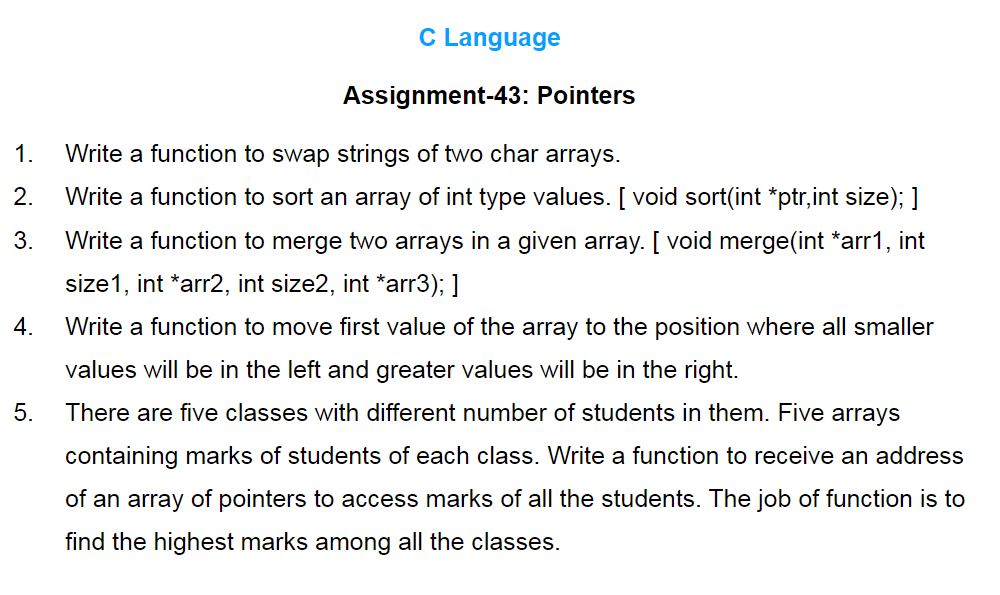 C Language
Assignment-43: Pointers
1. Write a function to swap strings of two char arrays.
2. Write a function to sort an array of int type values. [ void sort(int *ptr,int size); ]
3. Write a function to merge two arrays in a given array. [ void merge(int *arr1, int
size1, int *arr2, int size2, int *arr3); ]
4. Write a function to move first value of the array to the position where all smaller
values will be in the left and greater values will be in the right.
5. There are five classes with different number of students in them. Five arrays
containing marks of students of each class. Write a function to receive an address
of an array of pointers to access marks of all the students. The job of function is to
find the highest marks among all the classes.